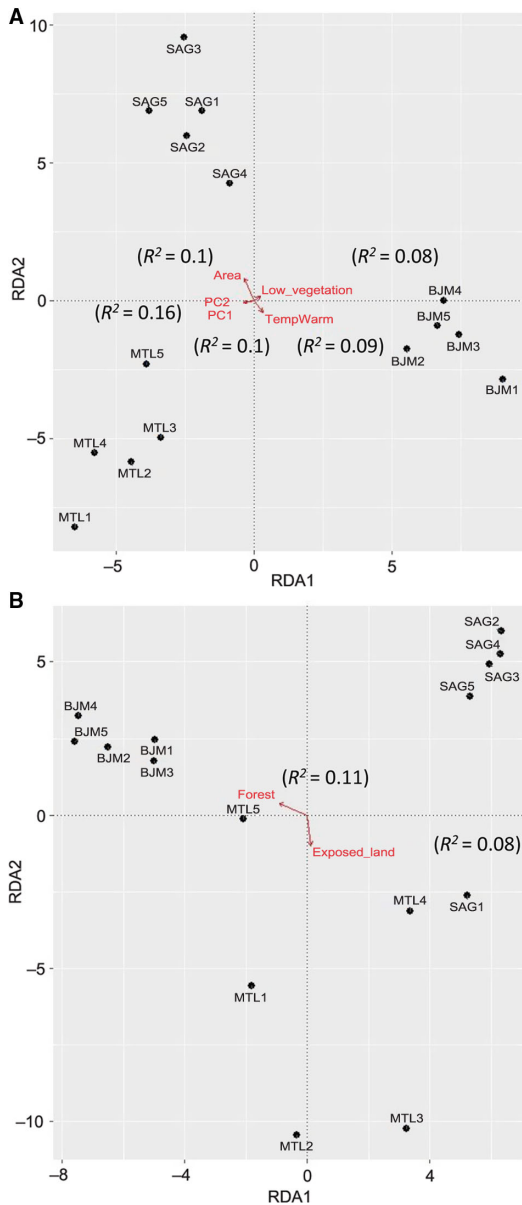 A
10
SAG3
SAG5 SAG1
SAG2
5
SAG4
(R² = 0.1) (R² = 0.08)
Area
Low_vegetation
BJM4
RDA2
0
PC2
(R² = 0.16)
PC1
TempWarm
BJM5
BJM3
(R² = 0.1) (R² = 0.09)
BJM2
MTL5
BJM1
MTL3
−5
MTL4
MTL2
MTL1
−5 0 5
RDA1
B
SAG2
SAG4
5
SAG3
SAG5
BJM4
BJM5
BJM1
BJM2
BJM3
(R² = 0.11)
Forest
MTL5
0
Exposed_land
(R² = 0.08)
RDA2
MTL4
SAG1
−5
MTL1
MTL3
−10
MTL2
−8 −4 0 4
RDA1